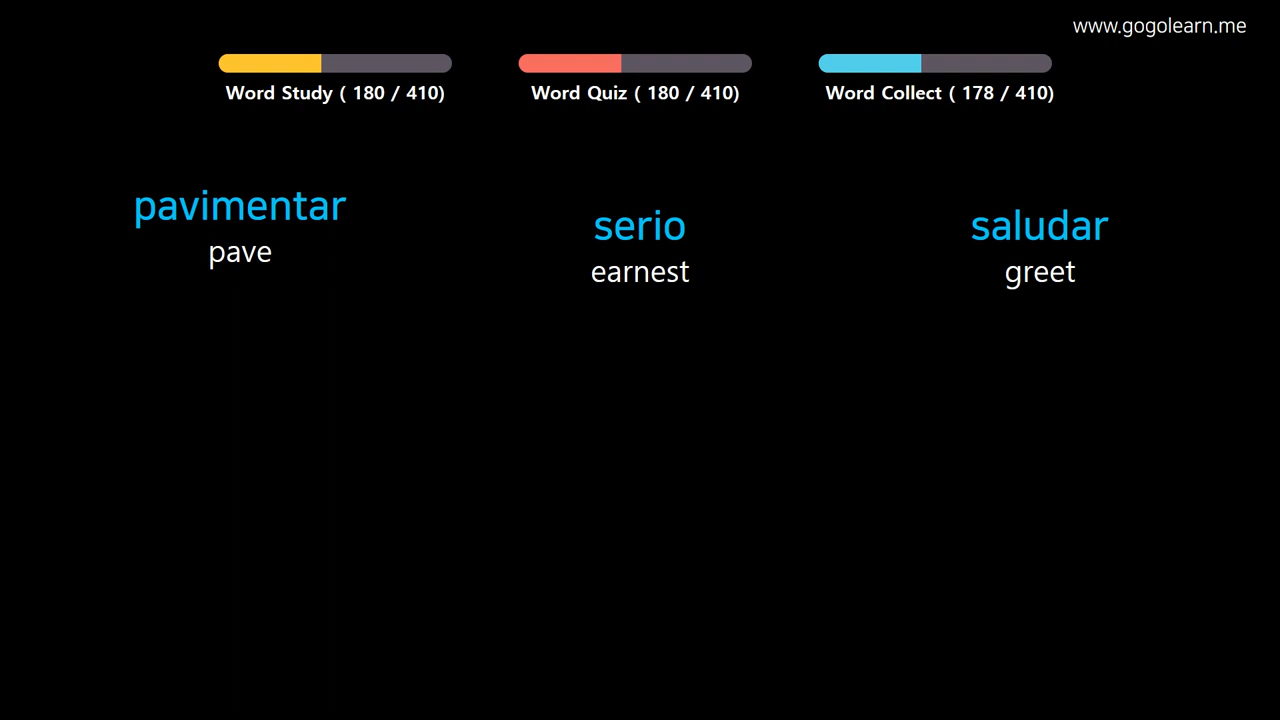 www.gogolearn.me
Word Study ( 180 / 410)
Word Quiz ( 180 / 410)
Word Collect ( 178 / 410)
pavimentar
pave
serio
earnest
saludar
greet